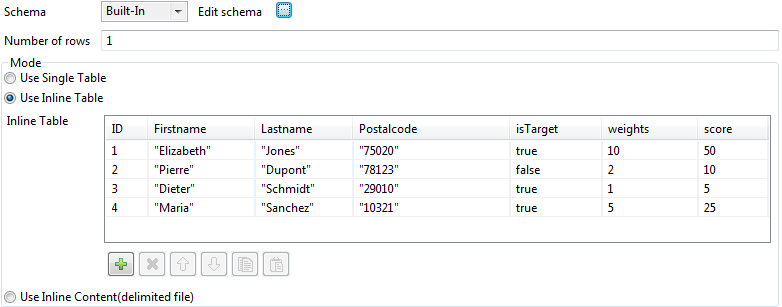 Schema Built-In Edit schema
Number of rows 1
Mode
Use Single Table
Use Inline Table
Inline Table
ID Firstname Lastname Postalcode isTarget weights score
1 "Elizabeth" "Jones" "75020" true 10 50
2 "Pierre" "Dupont" "78123" false 2 10
3 "Dieter" "Schmidt" "29010" true 1 5
4 "Maria" "Sanchez" "10321" true 5 25
Use Inline Content(delimited file)